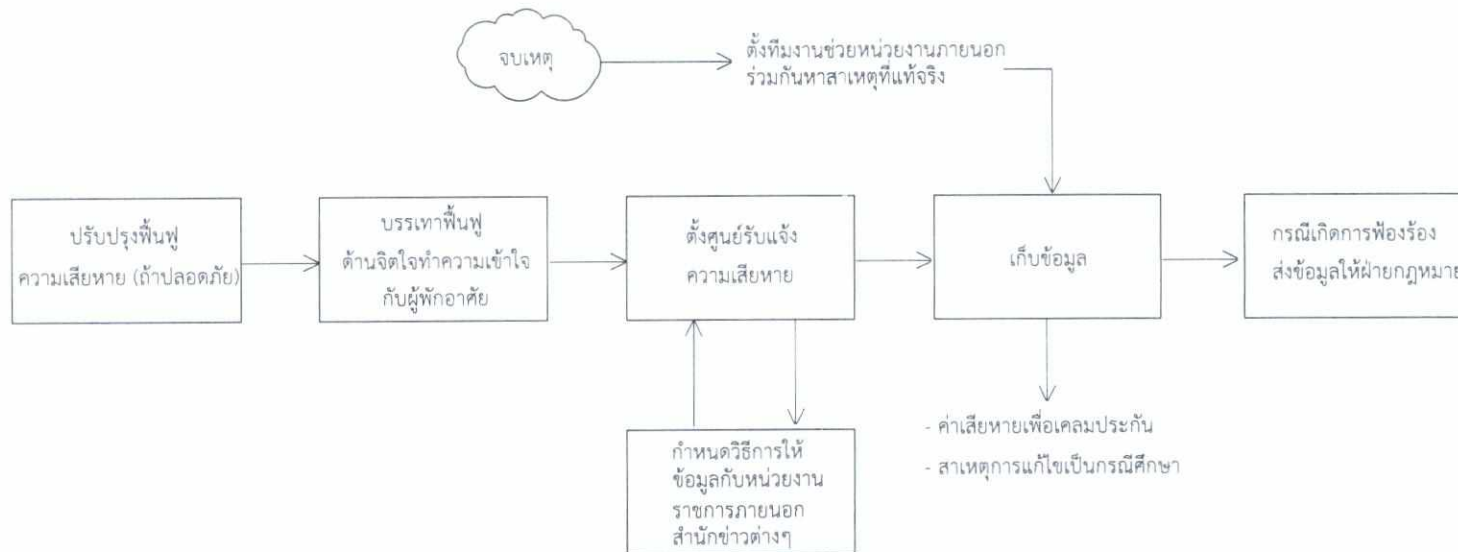 จบเหตุ
ตั้งทีมงานช่วยหน่วยงานภายนอก
ร่วมกันหาสาเหตุที่แท้จริง
ปรับปรุงฟื้นฟู
ความเสียหาย (ถ้าปลอดภัย)
บรรเทาฟื้นฟู
ด้านจิตใจทำความเข้าใจ
กับผู้พักอาศัย
ตั้งศูนย์รับแจ้ง
ความเสียหาย
เก็บข้อมูล
กรณีเกิดการฟ้องร้อง
ส่งข้อมูลให้ฝ่ายกฎหมาย
กำหนดวิธีการให้
ข้อมูลกับหน่วยงาน
ราชการภายนอก
สำนักข่าวต่างๆ
- ค่าเสียหายเพื่อเคลมประกัน
- สาเหตุการแก้ไขเป็นกรณีศึกษา